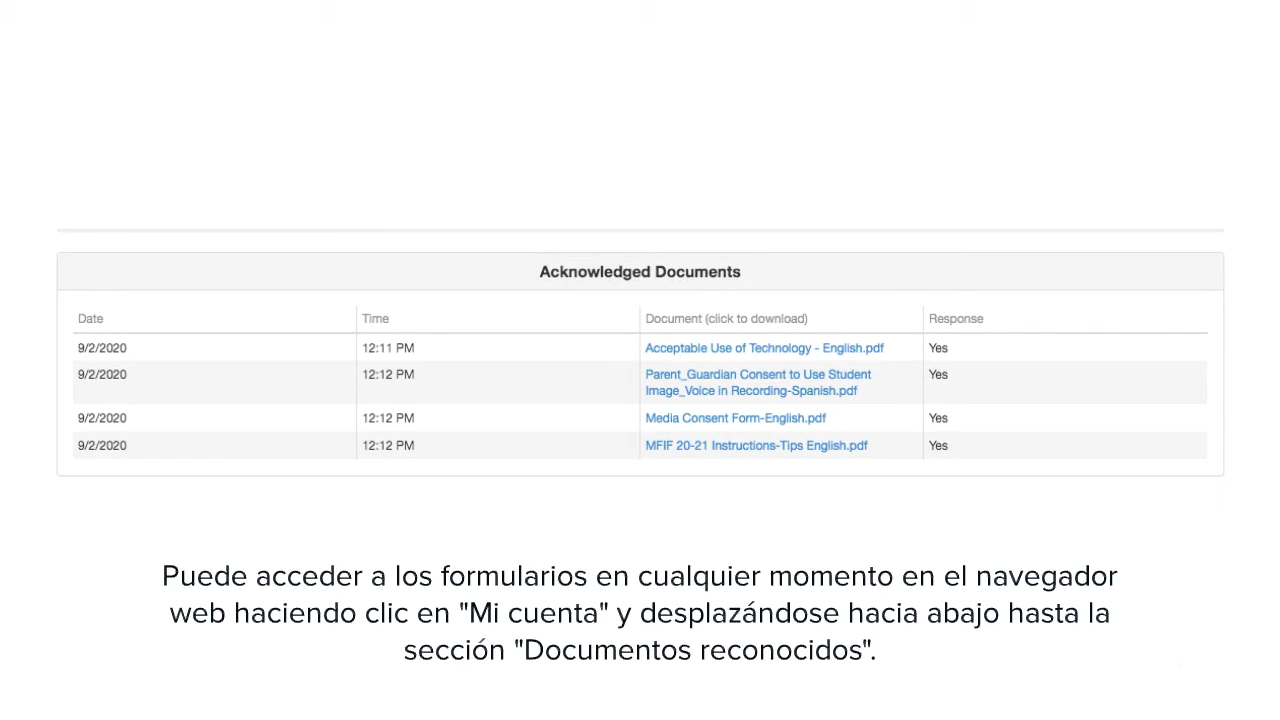 Acknowledged Documents
Date Time Document (click to download) Response
9/2/2020 12:11 PM Acceptable Use of Technology - English.pdf Yes
9/2/2020 12:12 PM Parent_Guardian Consent to Use Student Yes
Image_Voice in Recording-Spanish.pdf
9/2/2020 12:12 PM Media Consent Form-English.pdf Yes
9/2/2020 12:12 PM MFIF 20-21 Instructions-Tips English.pdf Yes
Puede acceder a los formularios en cualquier momento en el navegador
web haciendo clic en "Mi cuenta" y desplazándose hacia abajo hasta la
sección "Documentos reconocidos".